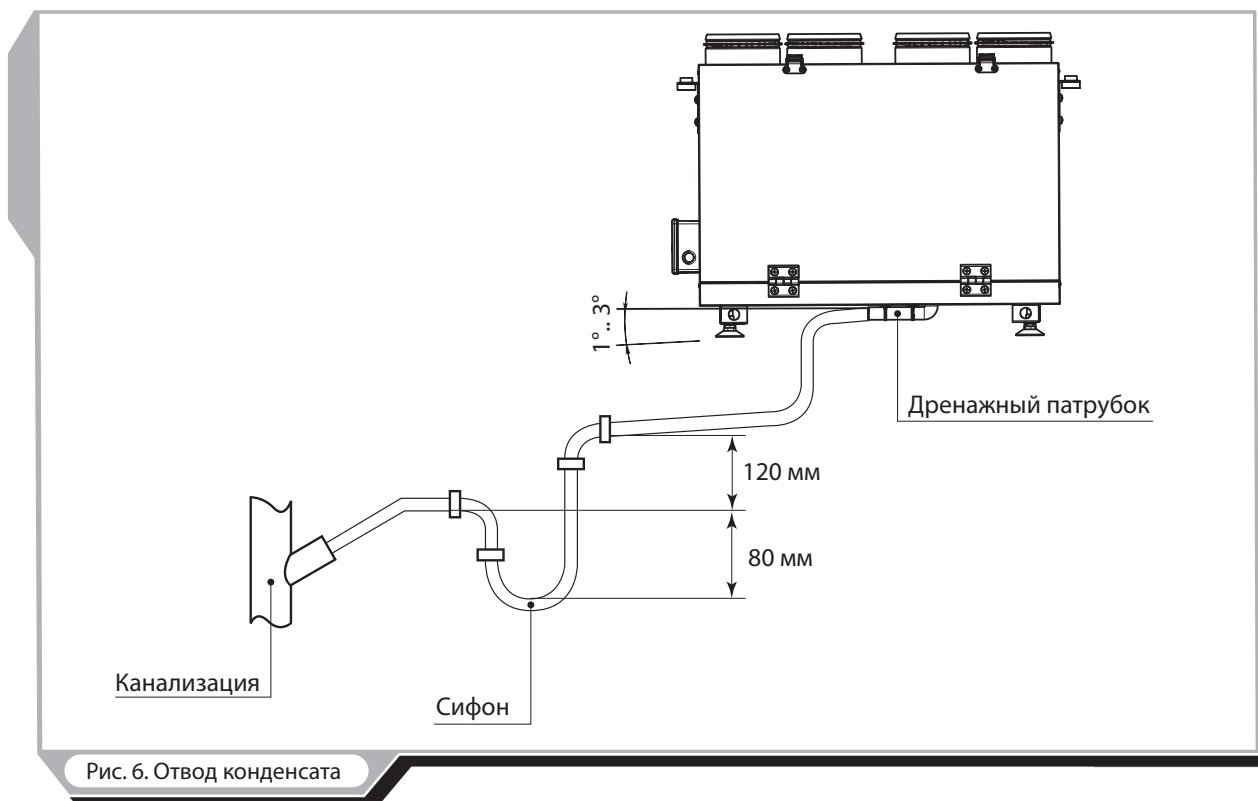 1°.. 3°
Дренажный патрубок
120 мм
80 мм
Канализация
Сифон
Рис. 6. Отвод конденсата